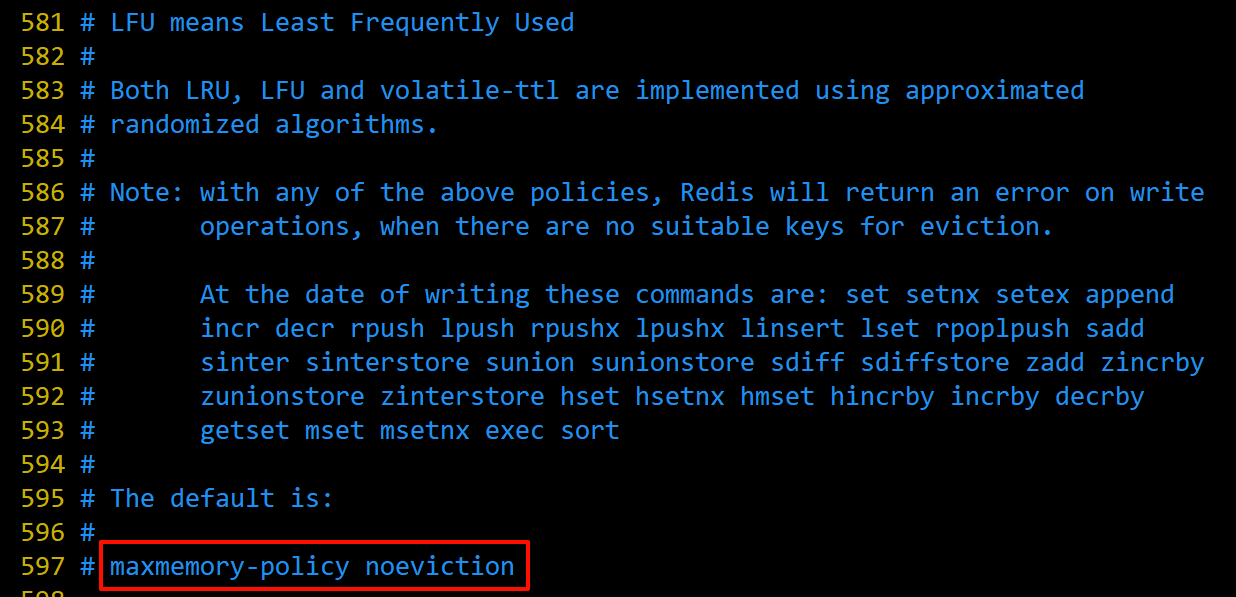 581 # LFU means Least Frequently Used
582 #
583 # Both LRU, LFU and volatile-ttl are implemented using approximated
584 # randomized algorithms.
585 #
586 # Note: with any of the above policies, Redis will return an error on write
587 #       operations, when there are no suitable keys for eviction.
588 #
589 #       At the date of writing these commands are: set setnx setex append
590 #       incr decr rpush lpush rpushx lpushx linsert lset rpoplpush sadd
591 #       sinter sinterstore sunion sunionstore sdiff sdiffstore zadd zincrby
592 #       zunionstore zinterstore hset hsetnx hmset hincrby incrby decrby
593 #       getset mset msetnx exec sort
594 #
595 # The default is:
596 #
597 # maxmemory-policy noeviction